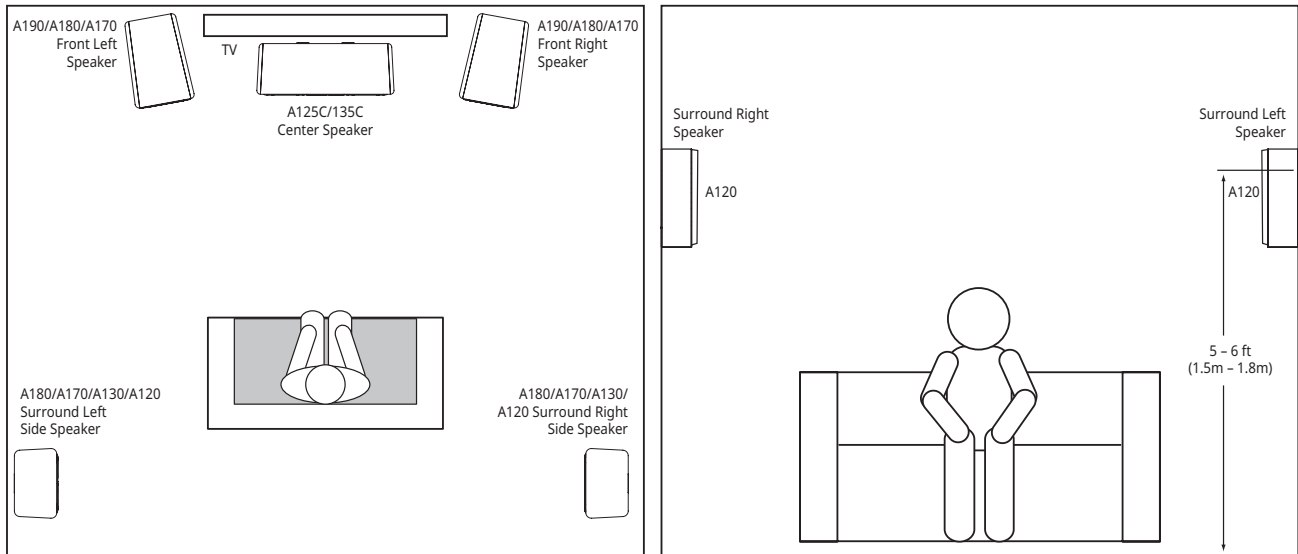 A190/A180/A170
Front Left
Speaker
TV
A190/A180/A170
Front Right
Speaker
A125C/135C
Center Speaker
A180/A170/A130/A120
Surround Left
Side Speaker
A180/A170/A130/
A120 Surround Right
Side Speaker
Surround Right
Speaker
A120
Surround Left
Speaker
A120
5 – 6 ft
(1.5m – 1.8m)